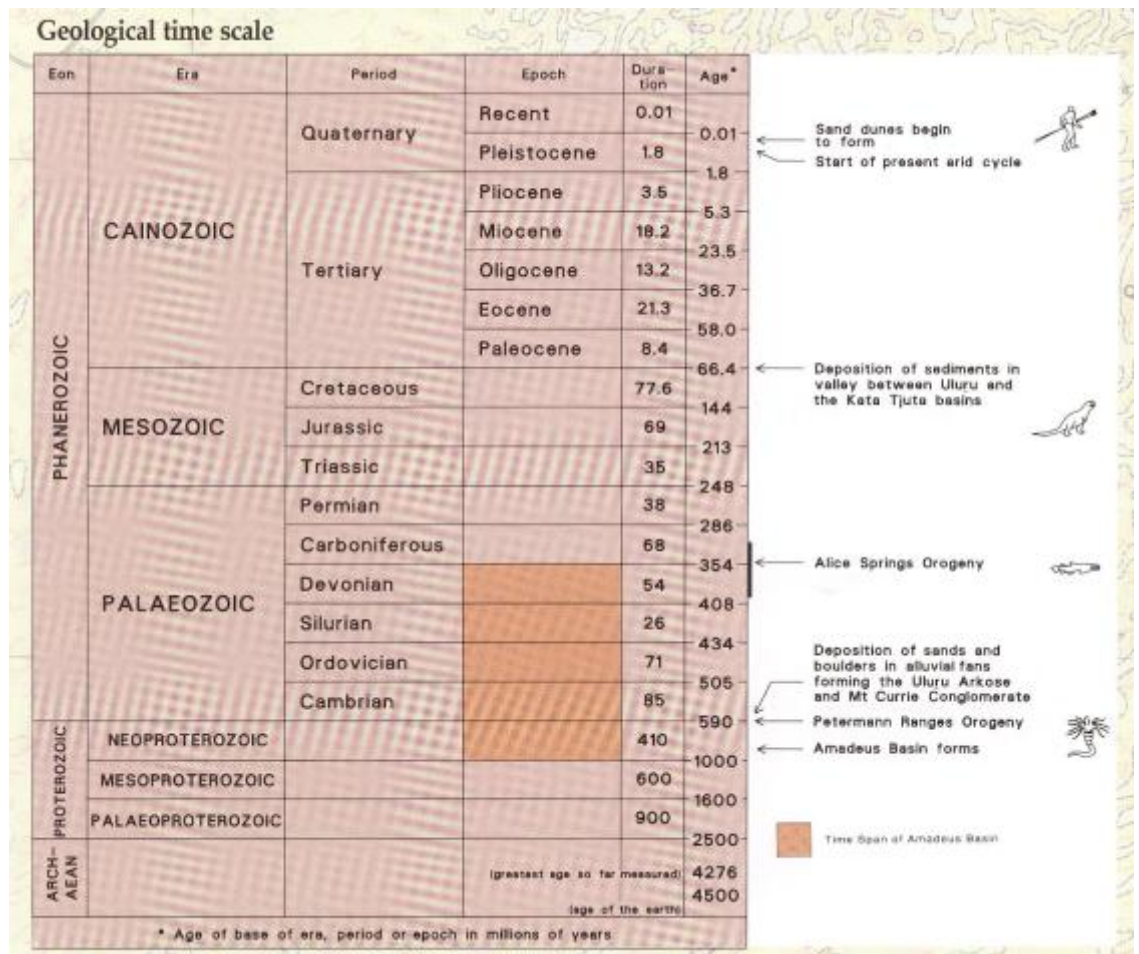 Geological time scale
Eon Era Period Epoch Dura- tion Age*
Recent 0.01
Quaternary 0.01
Pleistocene 1.8
1.8
Pliocene 3.5
5.3
CAINOZOIC Miocene 18.2
23.5
Tertiary Oligocene 13.2
36.7
Eocene 21.3
58.0
Paleocene 8.4
66.4
PHANEROZOIC
Cretaceous 77.6
144
MESOZOIC Jurassic 69
213
Triassic 35
248
Permian 38
286
Carboniferous 68
354
Devonian 54
PALAEOZOIC 408
Silurian 26
434
Ordovician 71
505
Cambrian 85
590
PROTEROZOIC
NEOPROTEROZOIC 410
1000
MESOPROTEROZOIC 600
1600
PALAEOPROTEROZOIC 900
2500
ARCH-
AEAN
(greatest age so far measured) 4276
4500
(age of the earth)
* Age of base of era, period or epoch in millions of years
Sand dunes begin
to form
Start of present arid cycle
Deposition of sediments in
valley between Uluru and
the Kata Tjuta basins
Alice Springs Orogeny
Deposition of sands and
boulders in alluvial fans
forming the Uluru Arkose
and Mt Currie Conglomerate
Petermann Ranges Orogeny
Amadeus Basin forms
Time Span of Amadeus Basin